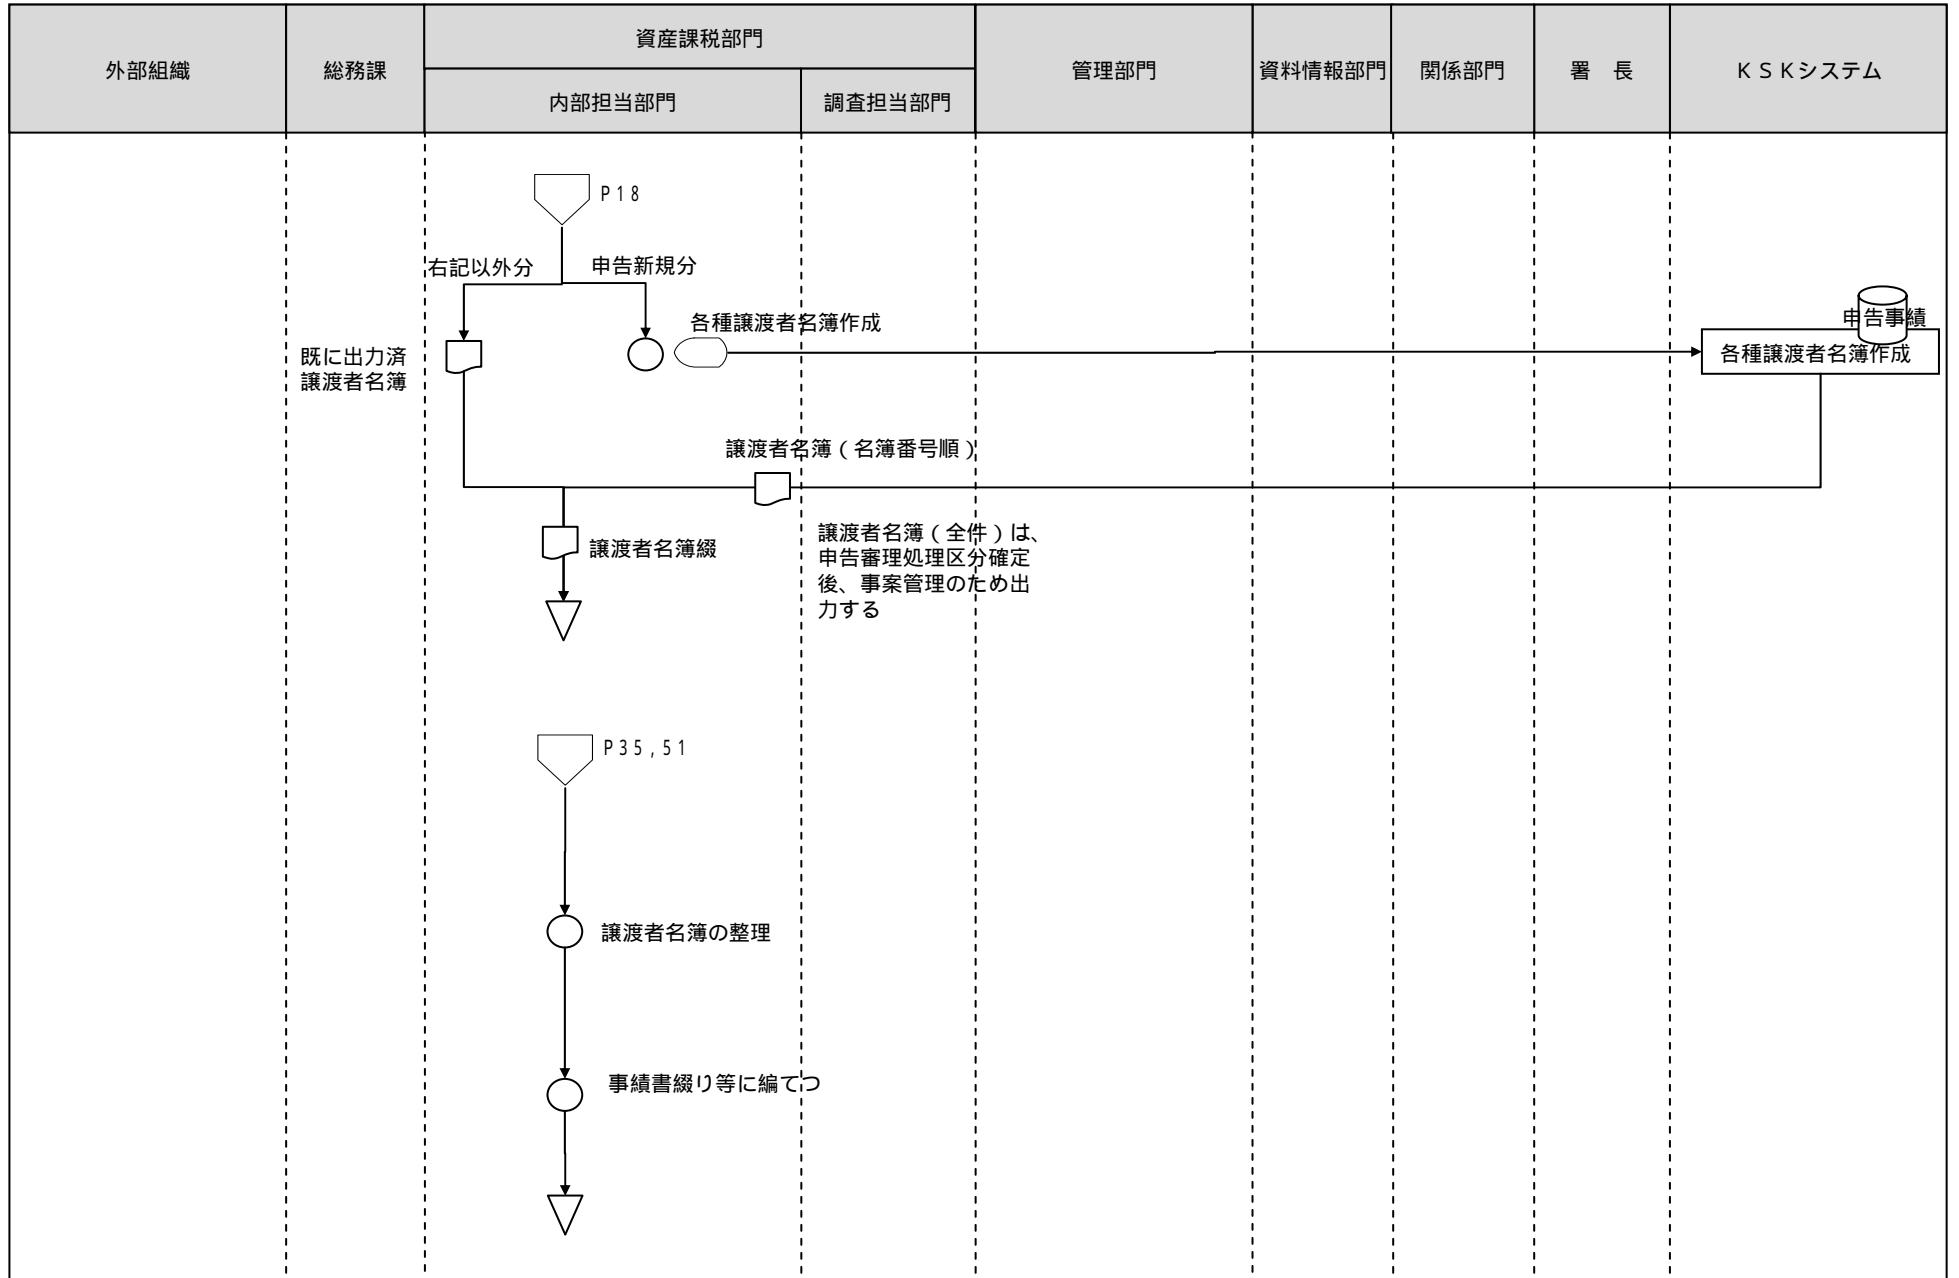 外部組織
総務課
資産課税部門
内部担当部門
調査担当部門
管理部門
資料情報部門
関係部門
署　長
ＫＳＫシステム
Ｐ１８
右記以外分
申告新規分
各種譲渡者名簿作成
申告事績
既に出力済
譲渡者名簿
各種譲渡者名簿作成
譲渡者名簿（名簿番号順）
譲渡者名簿綴
譲渡者名簿（全件）は、
申告審理処理区分確定
後、事案管理のため出
力する
Ｐ３５，５１
譲渡者名簿の整理
事績書綴り等に編てつ